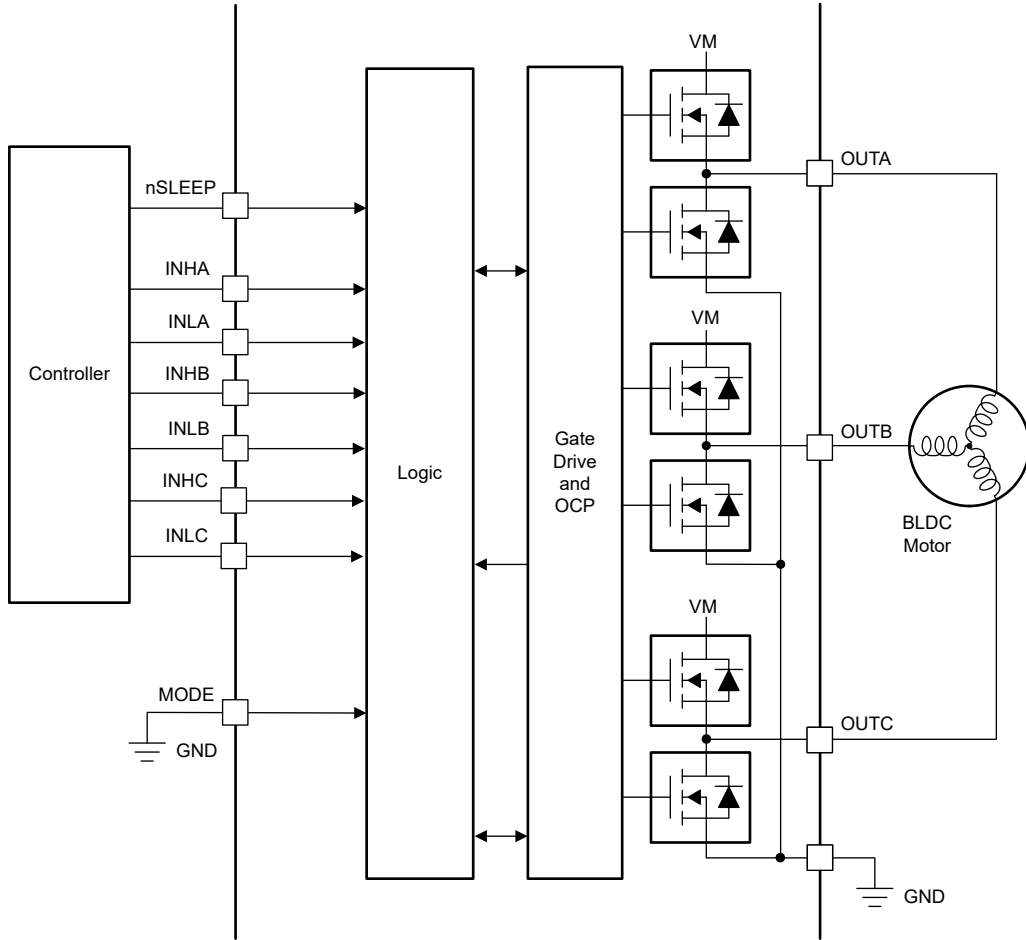 VM
OUTA
nSLEEP
INHA
INLA
VM
Controller
INHB
OUTB
INLB
Logic
Gate
Drive
and
OCP
INHC
BLDC
Motor
INLC
VM
MODE
OUTC
GND
GND